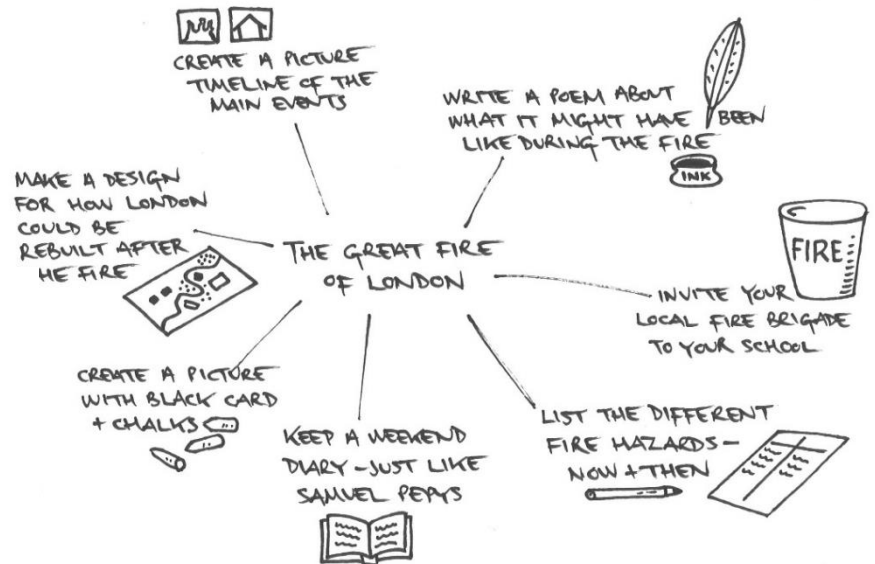 CREATE A PICTURE
TIMELINE OF THE
MAIN EVENTS
WRITE A POEM ABOUT
WHAT IT MIGHT HAVE BEEN
LIKE DURING THE FIRE
INK
MAKE A DESIGN
FOR HOW LONDON
COULD BE
REBUILT AFTER
HE FIRE
THE GREAT FIRE
OF LONDON
FIRE
INVITE YOUR
LOCAL FIRE BRIGADE
TO YOUR SCHOOL
CREATE A PICTURE
WITH BLACK CARD
+ CHALKS
KEEP A WEEKEND
DIARY – JUST LIKE
SAMUEL PEPYS
LIST THE DIFFERENT
FIRE HAZARDS –
NOW + THEN